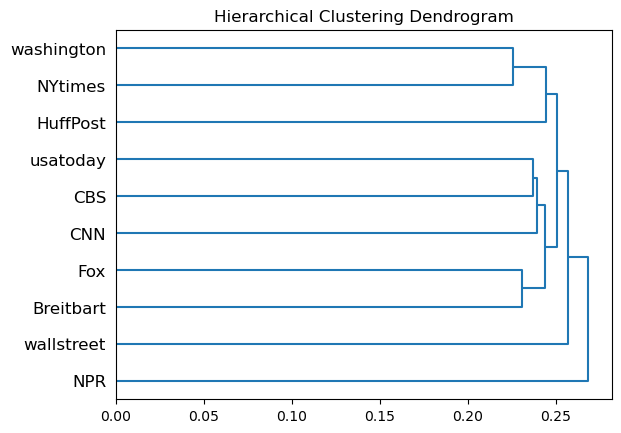 Hierarchical Clustering Dendrogram
washington
NYtimes
HuffPost
usatoday
CBS
CNN
Fox
Breitbart
wallstreet
NPR
0.00 0.05 0.10 0.15 0.20 0.25